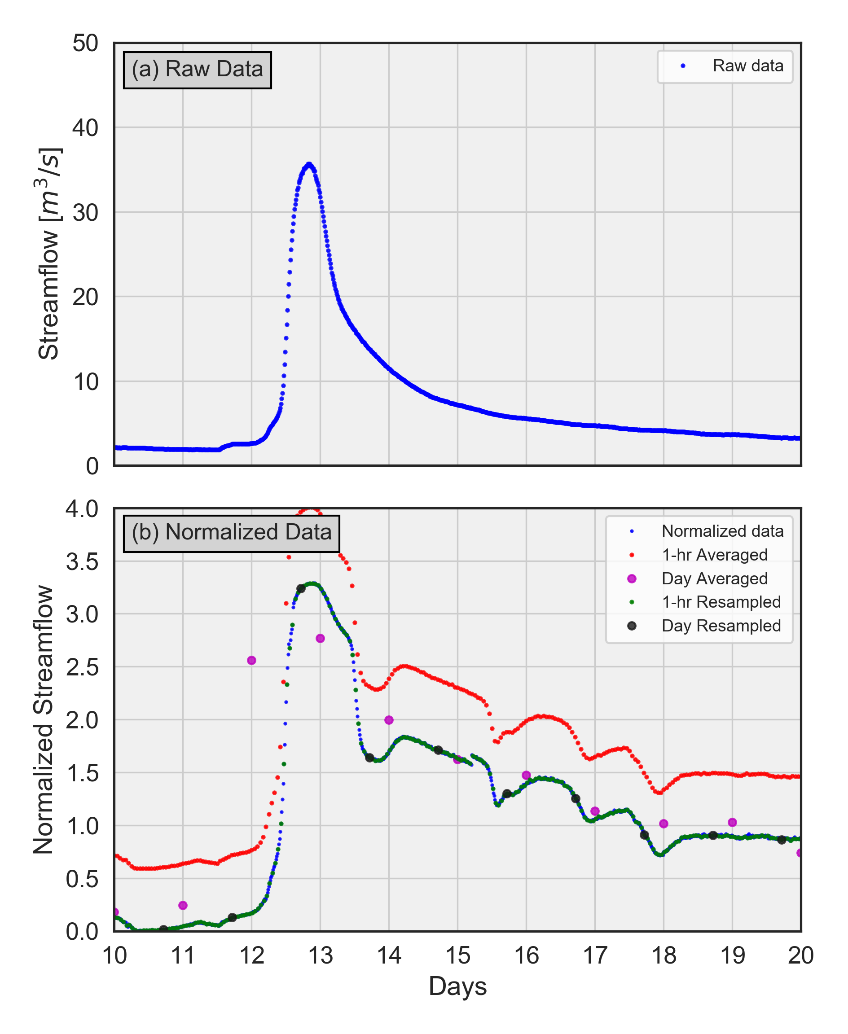 50
(a) Raw Data
Raw data
40
30
20
10
0
Streamflow [m³/s]
4.0
(b) Normalized Data
Normalized data
1-hr Averaged
Day Averaged
1-hr Resampled
Day Resampled
3.5
3.0
2.5
2.0
1.5
1.0
0.5
0.0
Normalized Streamflow
10 11 12 13 14 15 16 17 18 19 20
Days